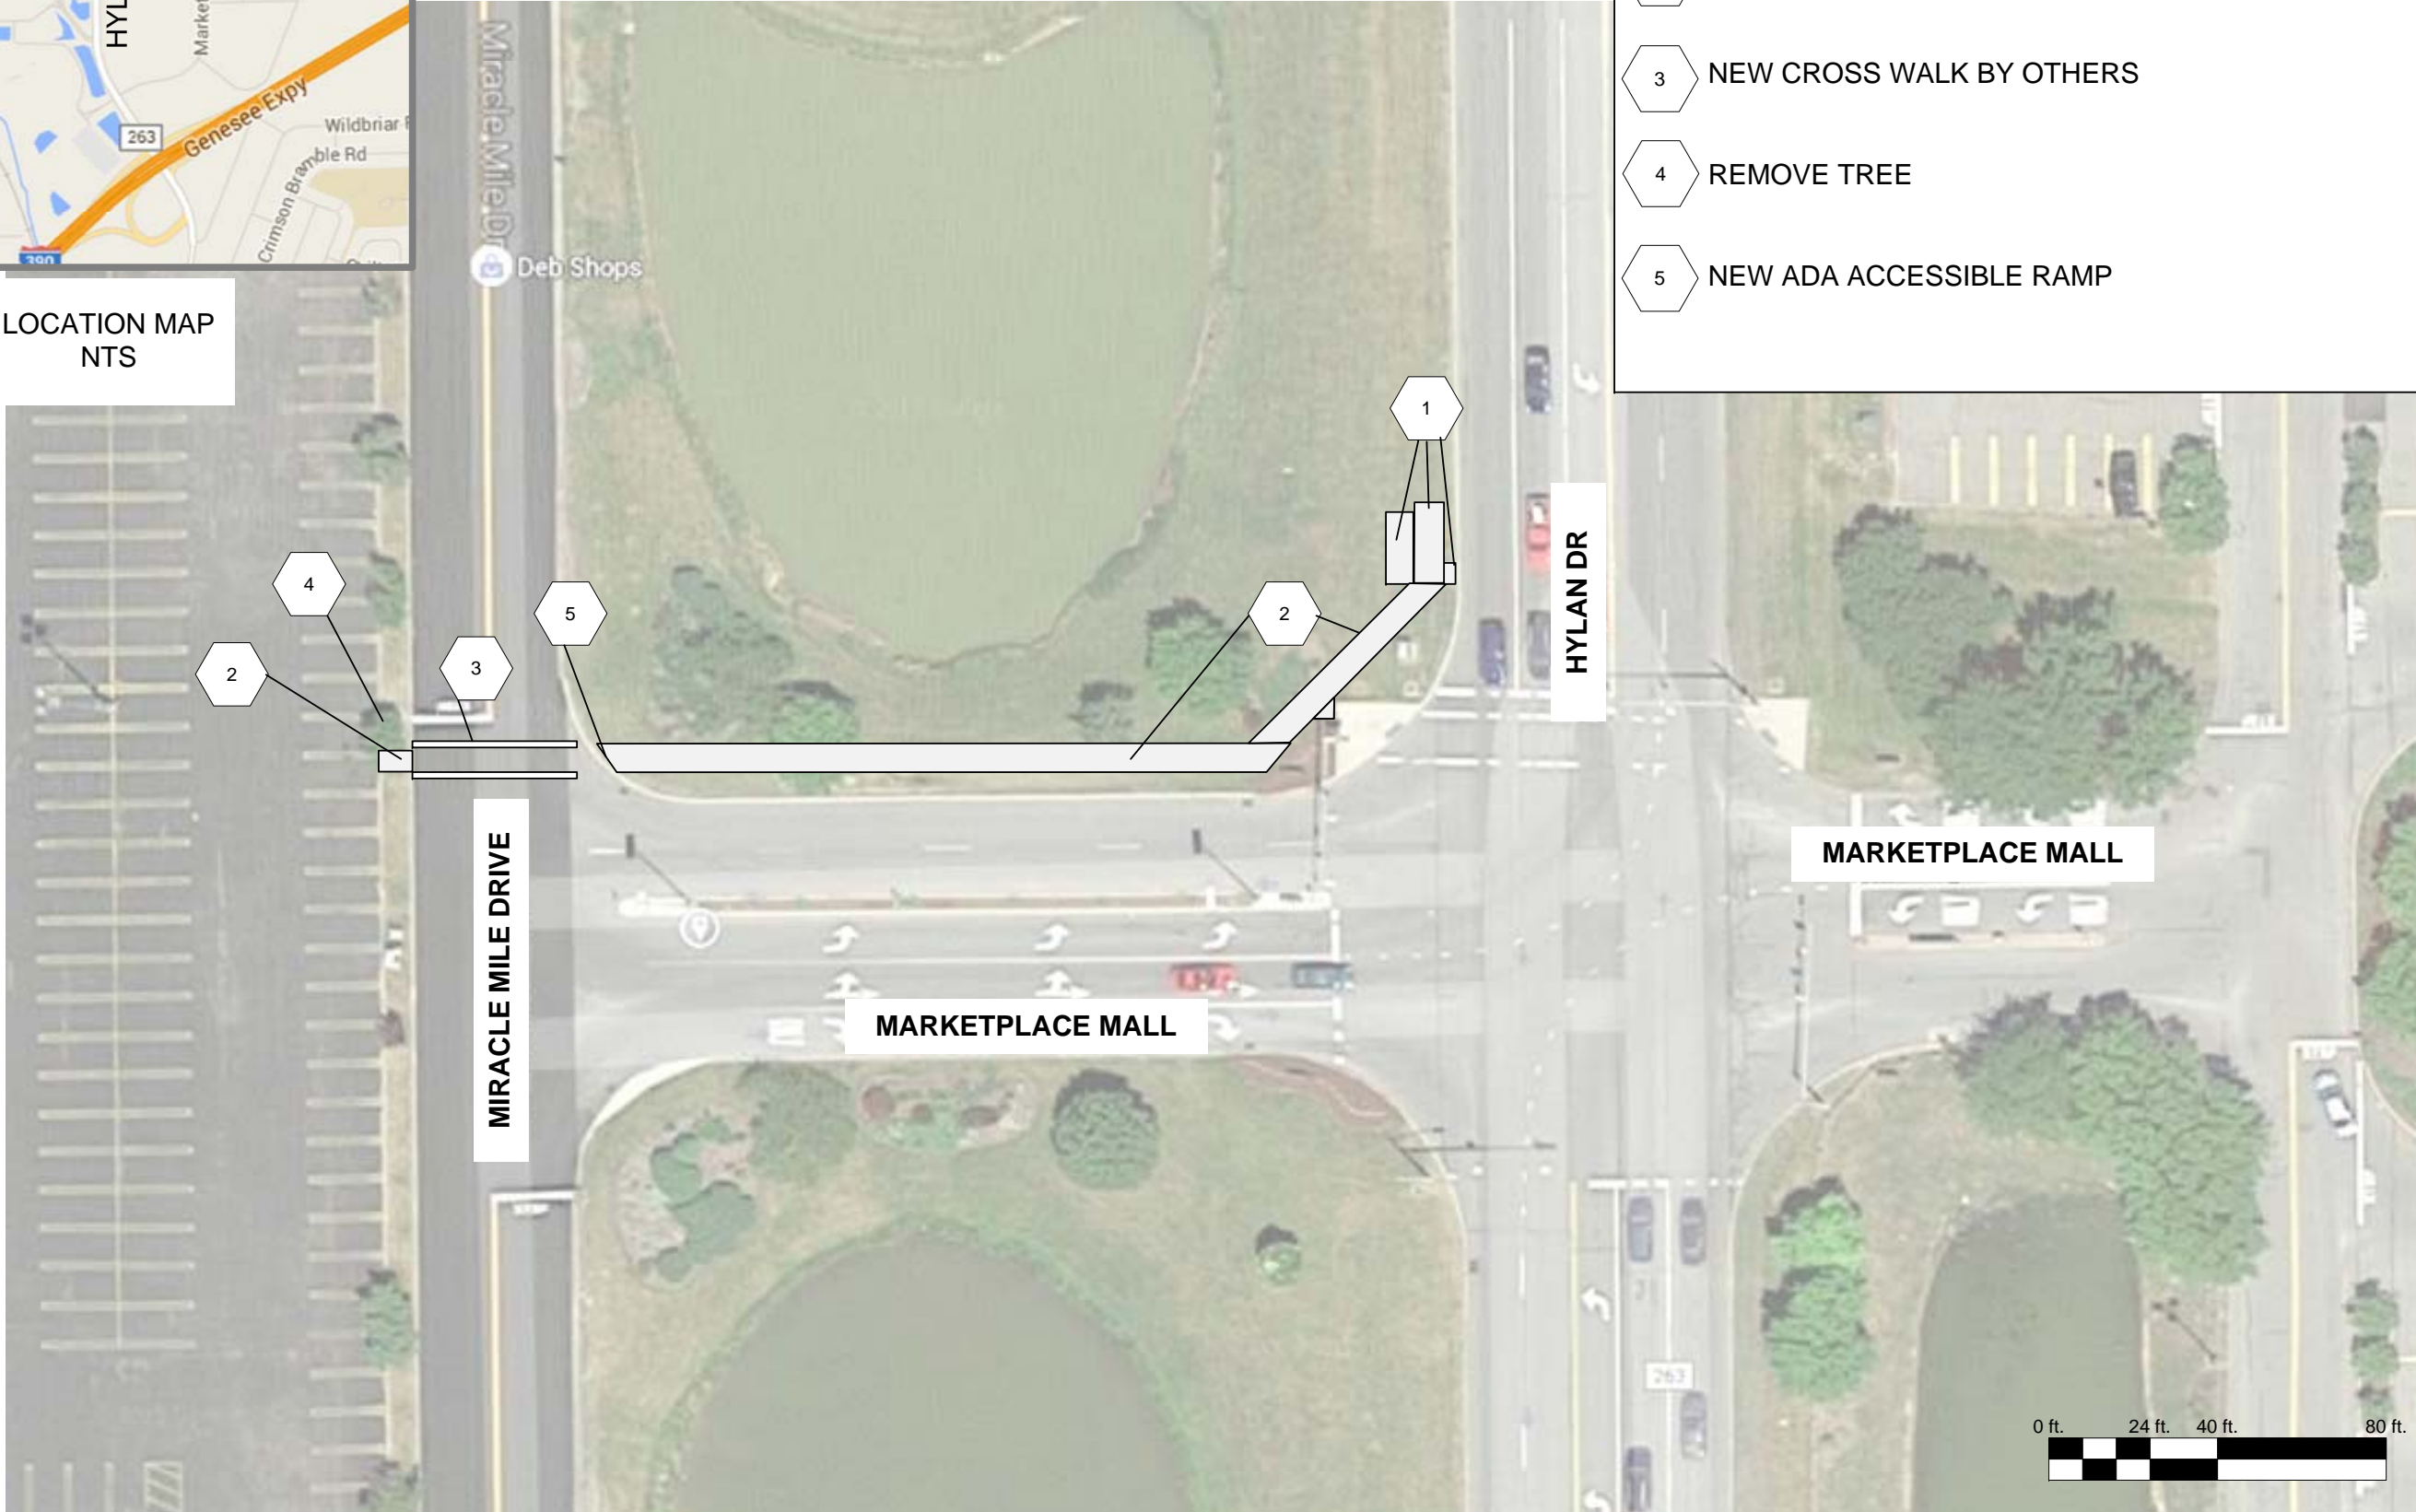 HYL
Market
263
Genesee Expy
Wildbriar
ble Rd
Crimson Bramble
390
LOCATION MAP
NTS
Miracle Mile Dr
Deb Shops
3 NEW CROSS WALK BY OTHERS
4 REMOVE TREE
5 NEW ADA ACCESSIBLE RAMP
1
4
5
2
2
3
HYLAN DR
MIRACLE MILE DRIVE
MARKETPLACE MALL
MARKETPLACE MALL
263
0 ft. 24 ft. 40 ft. 80 ft.